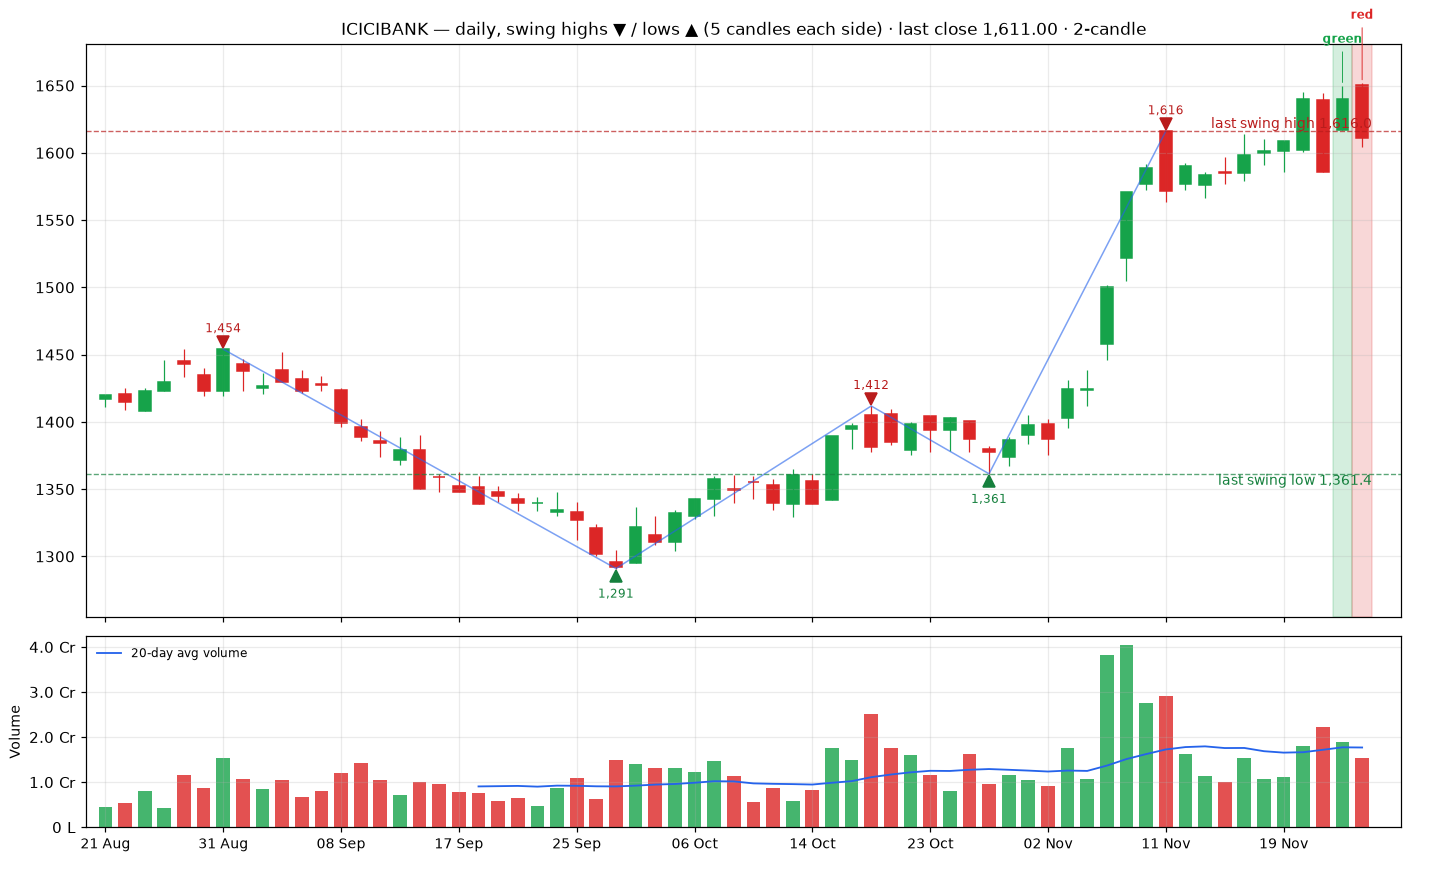 red
ICICIBANK — daily, swing highs ▼ / lows ▲ (5 candles each side) · last close 1,611.00 · 2-candle
green
1650
1,616
last swing high 1,616.0
1600
1550
1500
1,454
1450
1,412
1400
1350
last swing low 1,361.4
1,361
1300
1,291
4.0 Cr
20-day avg volume
3.0 Cr
2.0 Cr
1.0 Cr
0 L
Volume
21 Aug 31 Aug 08 Sep 17 Sep 25 Sep 06 Oct 14 Oct 23 Oct 02 Nov 11 Nov 19 Nov